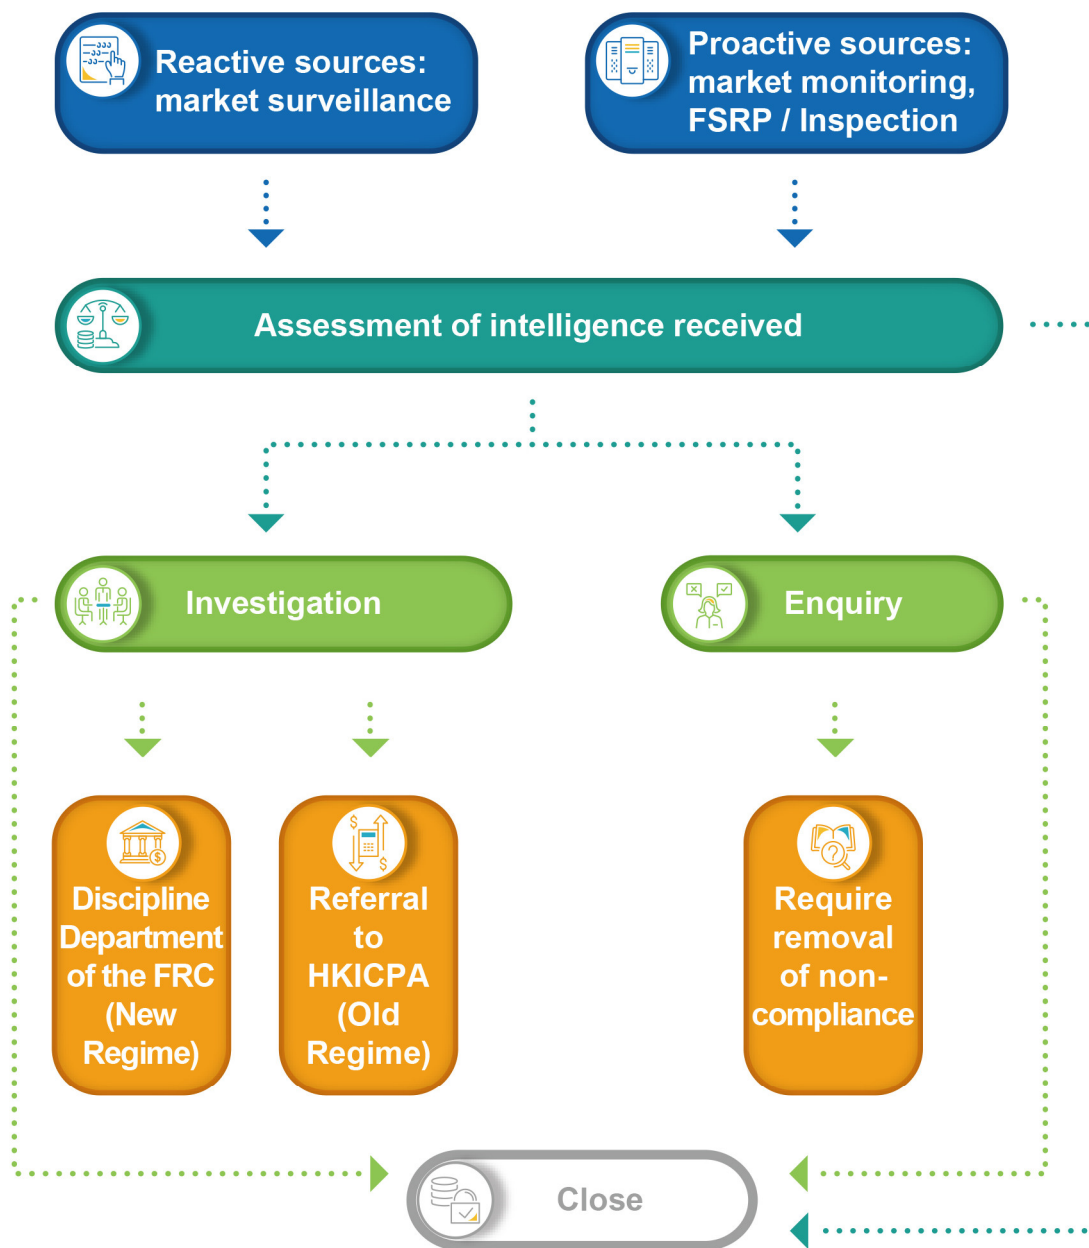 Reactive sources:
market surveillance
Proactive sources:
market monitoring,
FSRP / Inspection
Assessment of intelligence received
Investigation
Enquiry
Discipline
Department
of the FRC
(New
Regime)
Referral
to
HKICPA
(Old
Regime)
Require
removal
of non-
compliance
Close